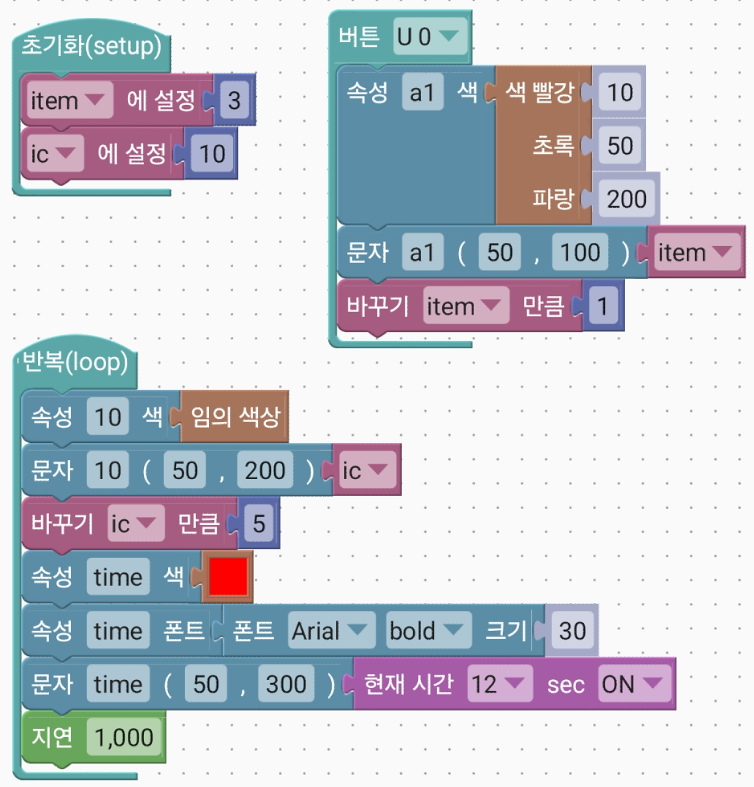 초기화(setup)
item 에 설정 3
ic 에 설정 10
버튼 U 0
속성 a1 색 색 빨강 10
초록 50
파랑 200
문자 a1 ( 50 , 100 ) item
바꾸기 item 만큼 1
반복(loop)
속성 10 색 임의 색상
문자 10 ( 50 , 200 ) ic
바꾸기 ic 만큼 5
속성 time 색
속성 time 폰트 폰트 Arial bold 크기 30
문자 time ( 50 , 300 ) 현재 시간 12 sec ON
지연 1,000